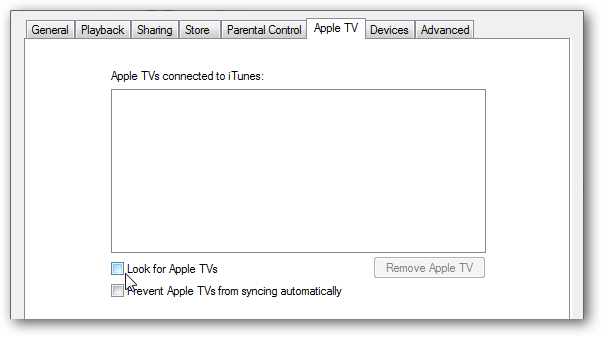 General Playback Sharing Store Parental Control Apple TV Devices Advanced
Apple TVs connected to iTunes:
Look for Apple TVs Remove Apple TV
Prevent Apple TVs from syncing automatically